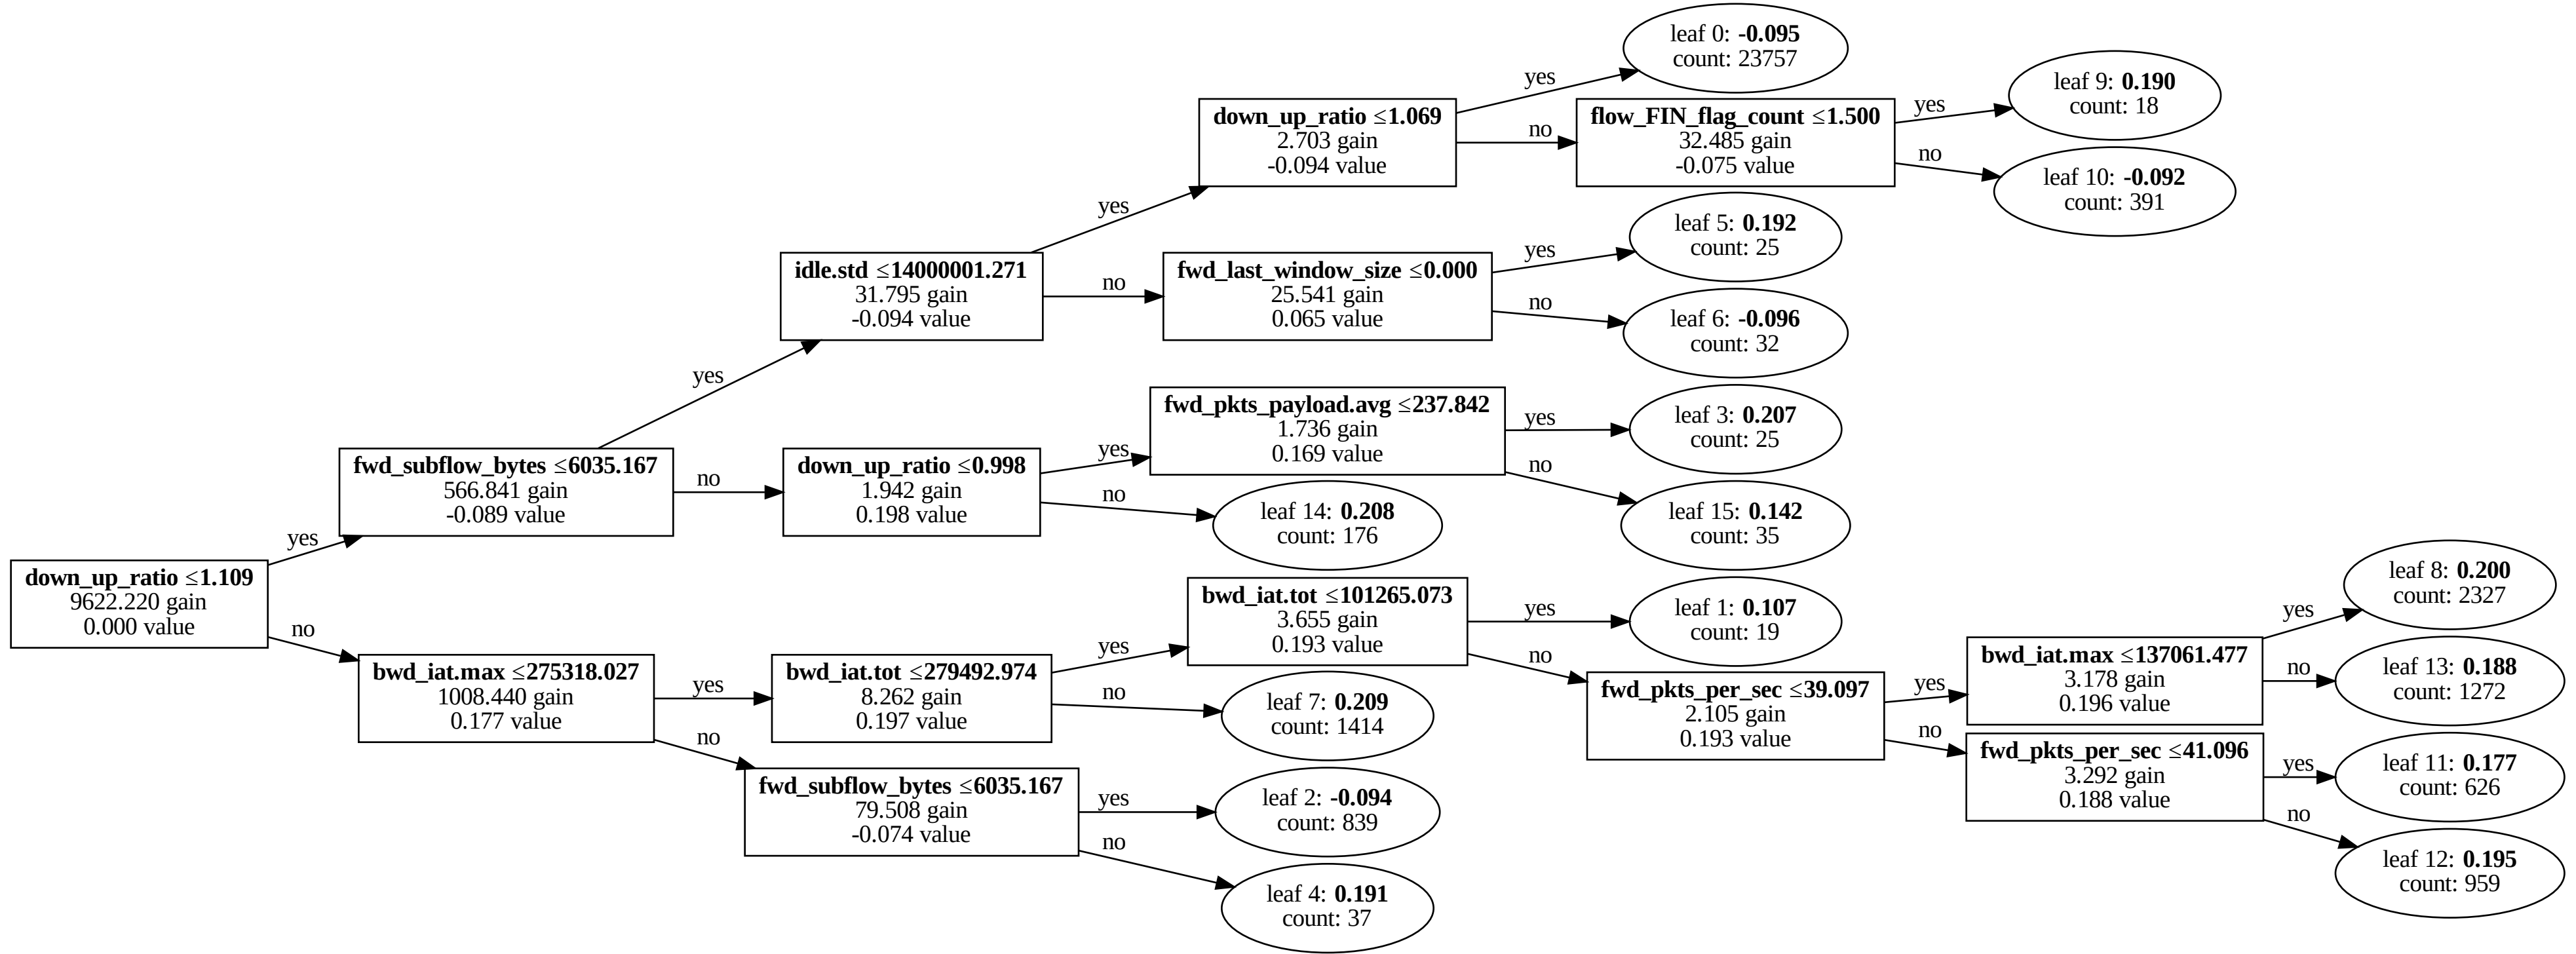 down_up_ratio ≤1.109
9622.220 gain
0.000 value
yes
no
fwd_subflow_bytes ≤6035.167
566.841 gain
-0.089 value
yes
no
idle.std ≤14000001.271
31.795 gain
-0.094 value
yes
no
down_up_ratio ≤1.069
2.703 gain
-0.094 value
yes
no
leaf 0: -0.095
count: 23757
flow_FIN_flag_count ≤1.500
32.485 gain
-0.075 value
yes
no
leaf 9: 0.190
count: 18
leaf 10: -0.092
count: 391
fwd_last_window_size ≤0.000
25.541 gain
0.065 value
yes
no
leaf 5: 0.192
count: 25
leaf 6: -0.096
count: 32
down_up_ratio ≤0.998
1.942 gain
0.198 value
yes
no
fwd_pkts_payload.avg ≤237.842
1.736 gain
0.169 value
yes
no
leaf 3: 0.207
count: 25
leaf 15: 0.142
count: 35
leaf 14: 0.208
count: 176
bwd_iat.max ≤275318.027
1008.440 gain
0.177 value
yes
no
bwd_iat.tot ≤279492.974
8.262 gain
0.197 value
yes
no
bwd_iat.tot ≤101265.073
3.655 gain
0.193 value
yes
no
leaf 1: 0.107
count: 19
fwd_pkts_per_sec ≤39.097
2.105 gain
0.193 value
yes
no
bwd_iat.max ≤137061.477
3.178 gain
0.196 value
yes
no
leaf 8: 0.200
count: 2327
leaf 13: 0.188
count: 1272
fwd_pkts_per_sec ≤41.096
3.292 gain
0.188 value
yes
no
leaf 11: 0.177
count: 626
leaf 12: 0.195
count: 959
leaf 7: 0.209
count: 1414
fwd_subflow_bytes ≤6035.167
79.508 gain
-0.074 value
yes
no
leaf 2: -0.094
count: 839
leaf 4: 0.191
count: 37